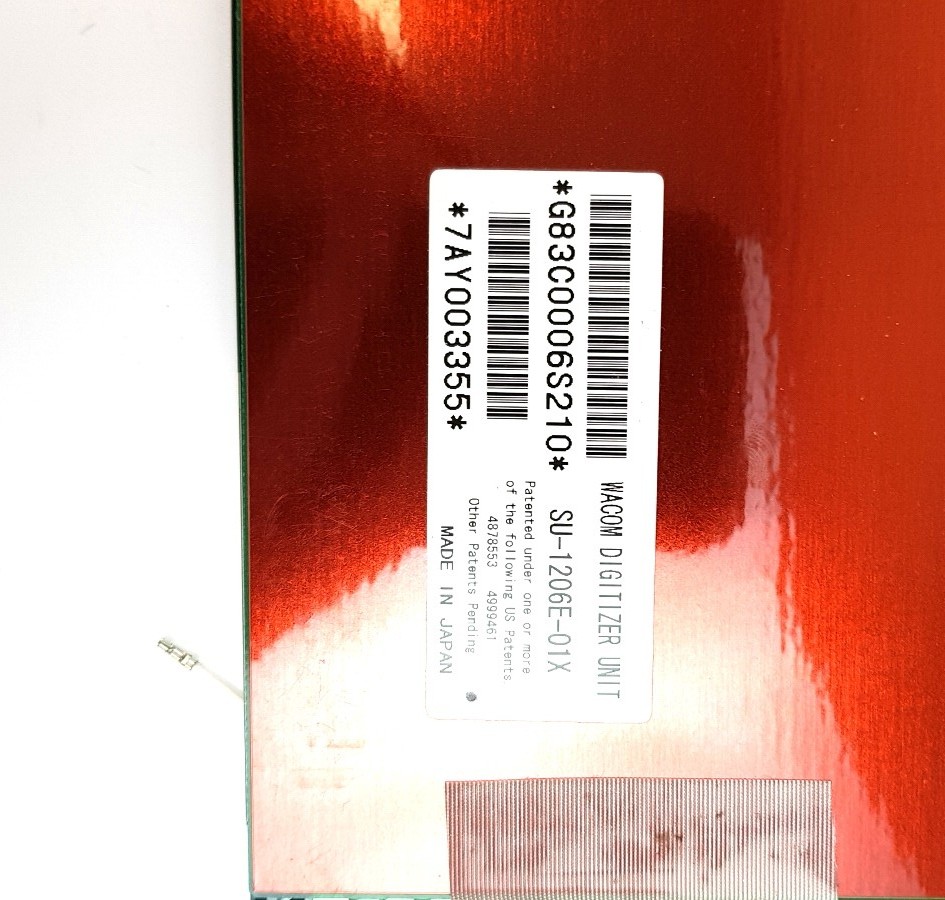 WACOM DIGITIZER UNIT
*G83C0006S210*
SU-1206E-01X
*7AY003355*
Patented under one or more
of the following US Patents
4878553 4999461
Other Patents Pending
MADE IN JAPAN